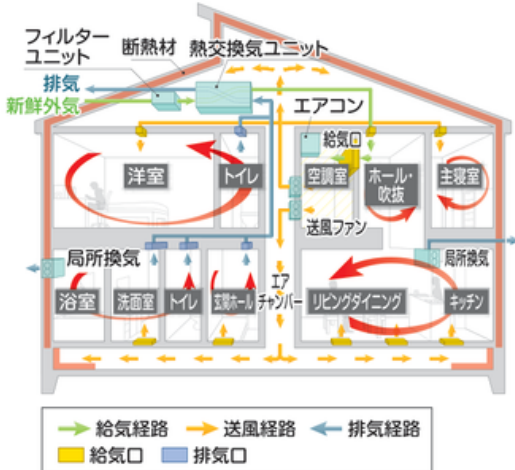 フィルター
ユニット
断熱材
熱交換気ユニット
排気
新鮮外気
エアコン
給気口
洋室
トイレ
空調室
ホール・
吹抜
主寝室
送風ファン
局所換気
局所換気
エア
チャンバー
浴室
洗面室
トイレ
玄関ホール
リビングダイニング
キッチン
給気経路
送風経路
排気経路
給気口
排気口